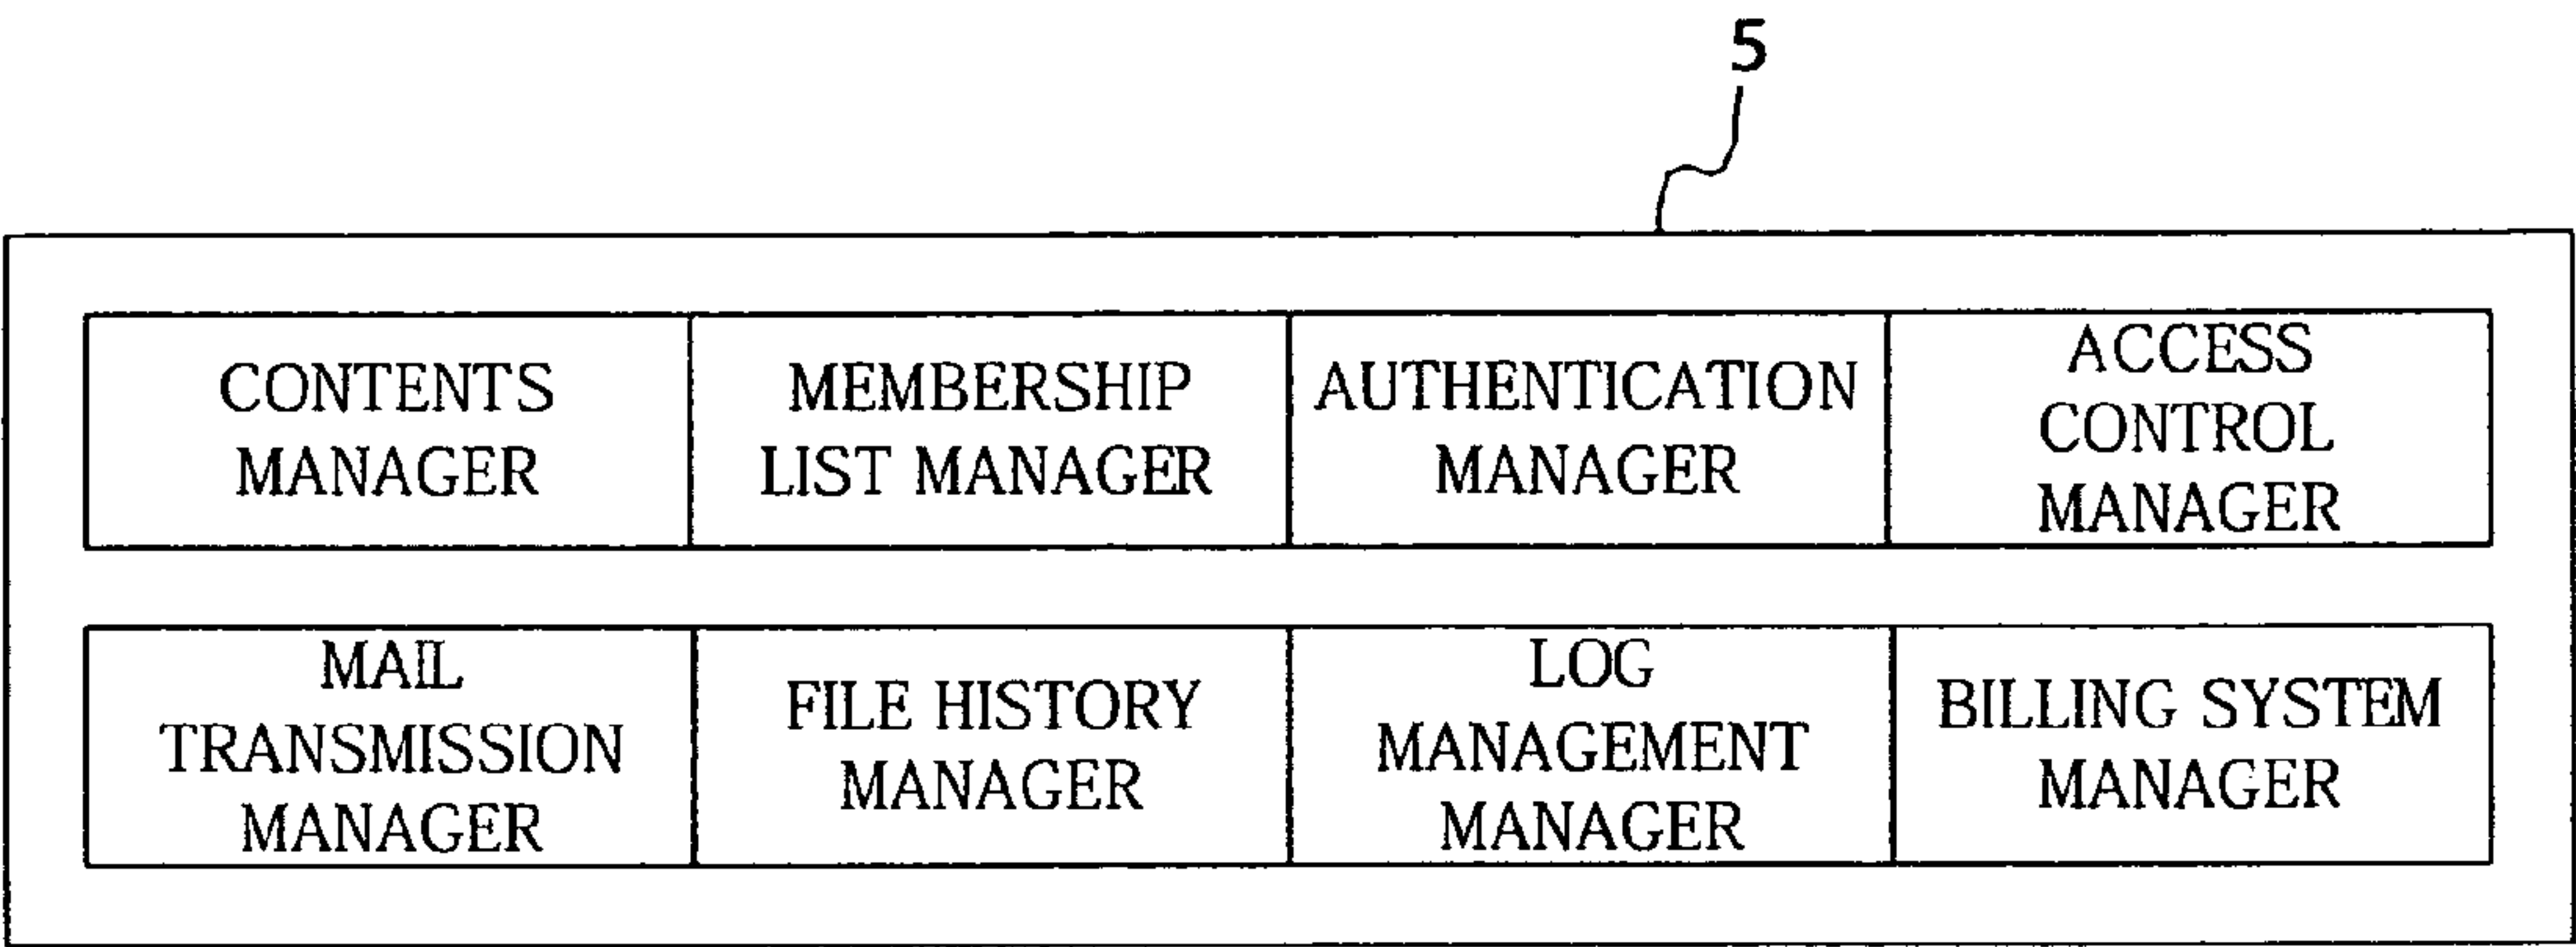 5
CONTENTS
MANAGER
MEMBERSHIP
LIST MANAGER
AUTHENTICATION
MANAGER
ACCESS
CONTROL
MANAGER
MAIL
TRANSMISSION
MANAGER
FILE HISTORY
MANAGER
LOG
MANAGEMENT
MANAGER
BILLING SYSTEM
MANAGER